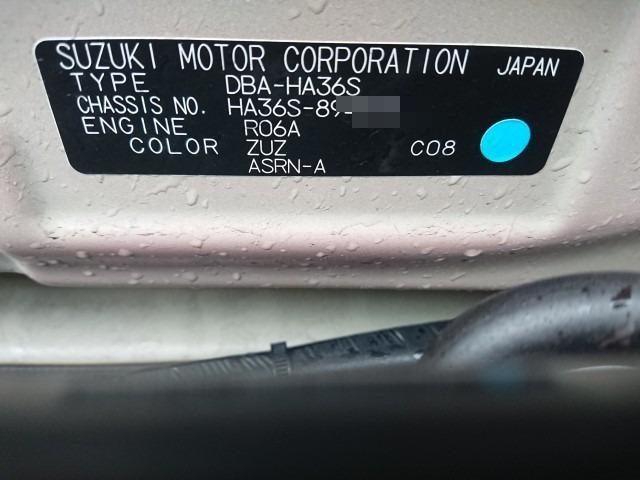 SUZUKI MOTOR CORPORATION JAPAN
TYPE DBA-HA36S
CHASSIS NO. HA36S-89
ENGINE R06A
COLOR ZUZ C08
ASRN-A